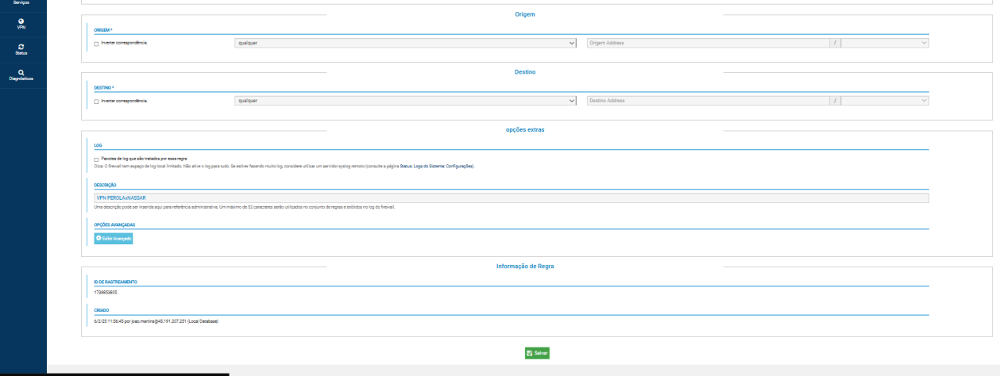 Serviços
VPN
Status
Diagnósticos
Origem
ORIGEM *
Inverter correspondência.
qualquer
Origem Address
/
Destino
DESTINO *
Inverter correspondência.
qualquer
Destino Address
/
opções extras
LOG
Pacotes de log que são tratados por essa regra
Dica: O firewall tem espaço de log local limitado. Não ative o log para tudo. Se estiver fazendo muito log, considere utilizar um servidor syslog remoto (consulte a página Status: Logs do Sistema: Configurações).
DESCRIÇÃO
VPN PEROLAxNASSAR
Uma descrição pode ser inserida aqui para referência administrativa. Um máximo de 52 caracteres serão utilizados no conjunto de regras e exibidos no log do firewall.
OPÇÕES AVANÇADAS
Exibir Avançado
Informação de Regra
ID DE RASTREAMENTO
CRIADO
6/2/25 11:56:45 por joao.martins@45.191.207.251 (Local Database)
Salvar